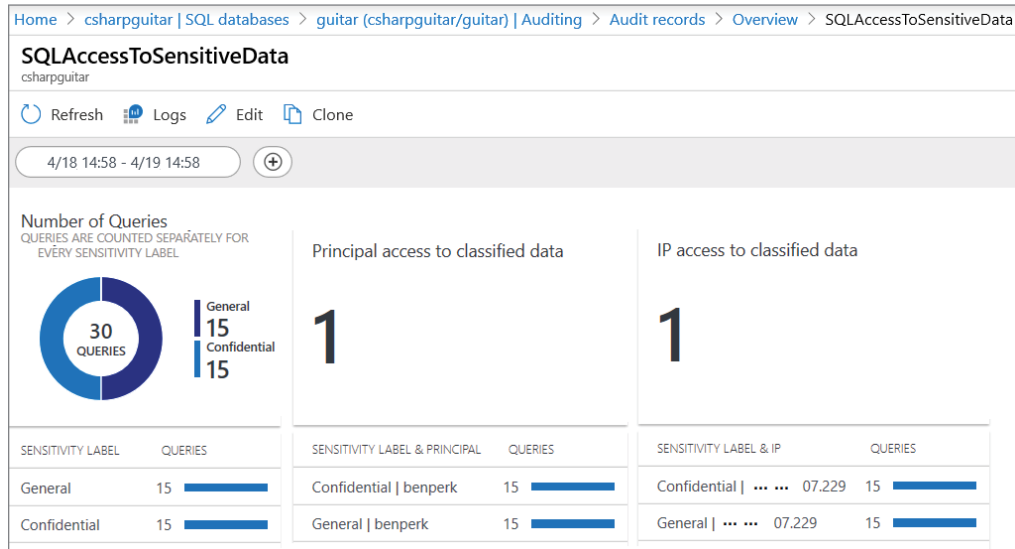 Home > csharpguitar | SQL databases > guitar (csharpguitar/guitar) | Auditing > Audit records > Overview > SQLAccessToSensitiveData
SQLAccessToSensitiveData
csharpguitar
Refresh Logs Edit Clone
4/18 14:58 - 4/19 14:58
Number of Queries
QUERIES ARE COUNTED SEPARATELY FOR
EVERY SENSITIVITY LABEL
30
QUERIES
General
15
Confidential
15
SENSITIVITY LABEL QUERIES
General 15
Confidential 15
Principal access to classified data
1
SENSITIVITY LABEL & PRINCIPAL QUERIES
Confidential | benperk 15
General | benperk 15
IP access to classified data
1
SENSITIVITY LABEL & IP QUERIES
Confidential | ... ... 07.229 15
General | ... ... 07.229 15